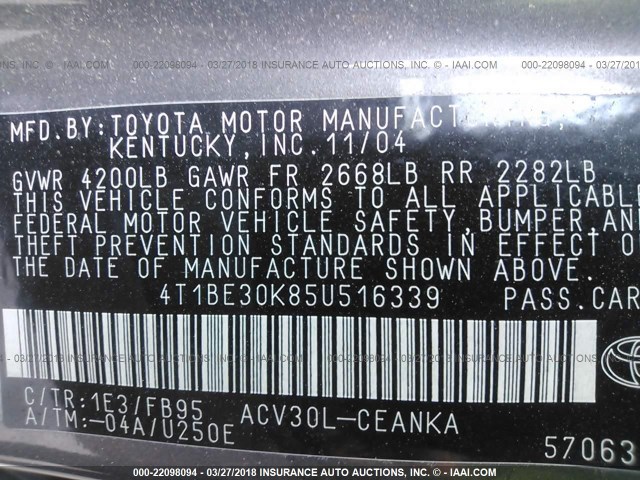 000-22098094 — 03/27/2018 INSURANCE AUTO AUCTIONS, INC. © - IAAI.COM
MFD. BY: TOYOTA MOTOR MANUFACTURING,
KENTUCKY, INC. 11/04
GVWR 4200LB GAWR FR 2668LB RR 2282LB
THIS VEHICLE CONFORMS TO ALL APPLICABLE
FEDERAL MOTOR VEHICLE SAFETY, BUMPER, AN
THEFT PREVENTION STANDARDS IN EFFECT O
THE DATE OF MANUFACTURE SHOWN ABOVE.
4T1BE30K85U516339 PASS. CAR
C/TR: 1E3/FB95 ACV30L-CEANKA
A/TM: -04A/U250E
57063
000-22098094 03/27/2018 INSURANCE AUTO AUCTIONS, INC. © - IAAI.COM